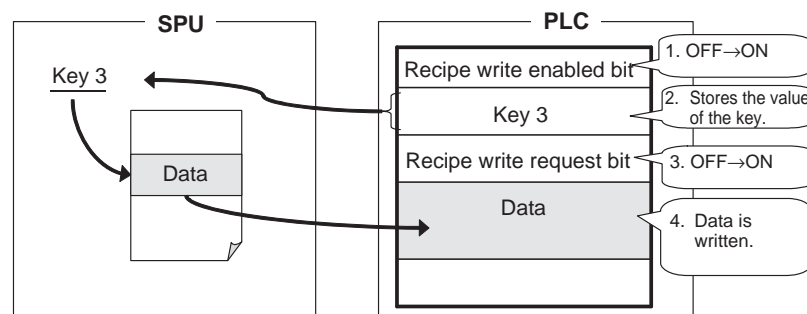 SPU
PLC
Key 3
Data
Recipe write enabled bit
Key 3
Recipe write request bit
Data
1. OFF→ON
2. Stores the value
of the key.
3. OFF→ON
4. Data is
written.